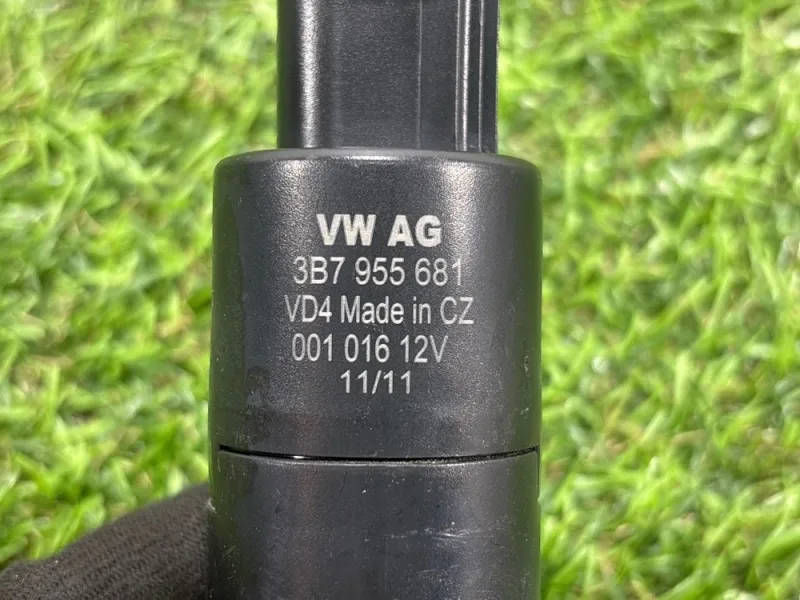 VW AG
3B7 955 681
VD4 Made in CZ
001 016 12V
11/11